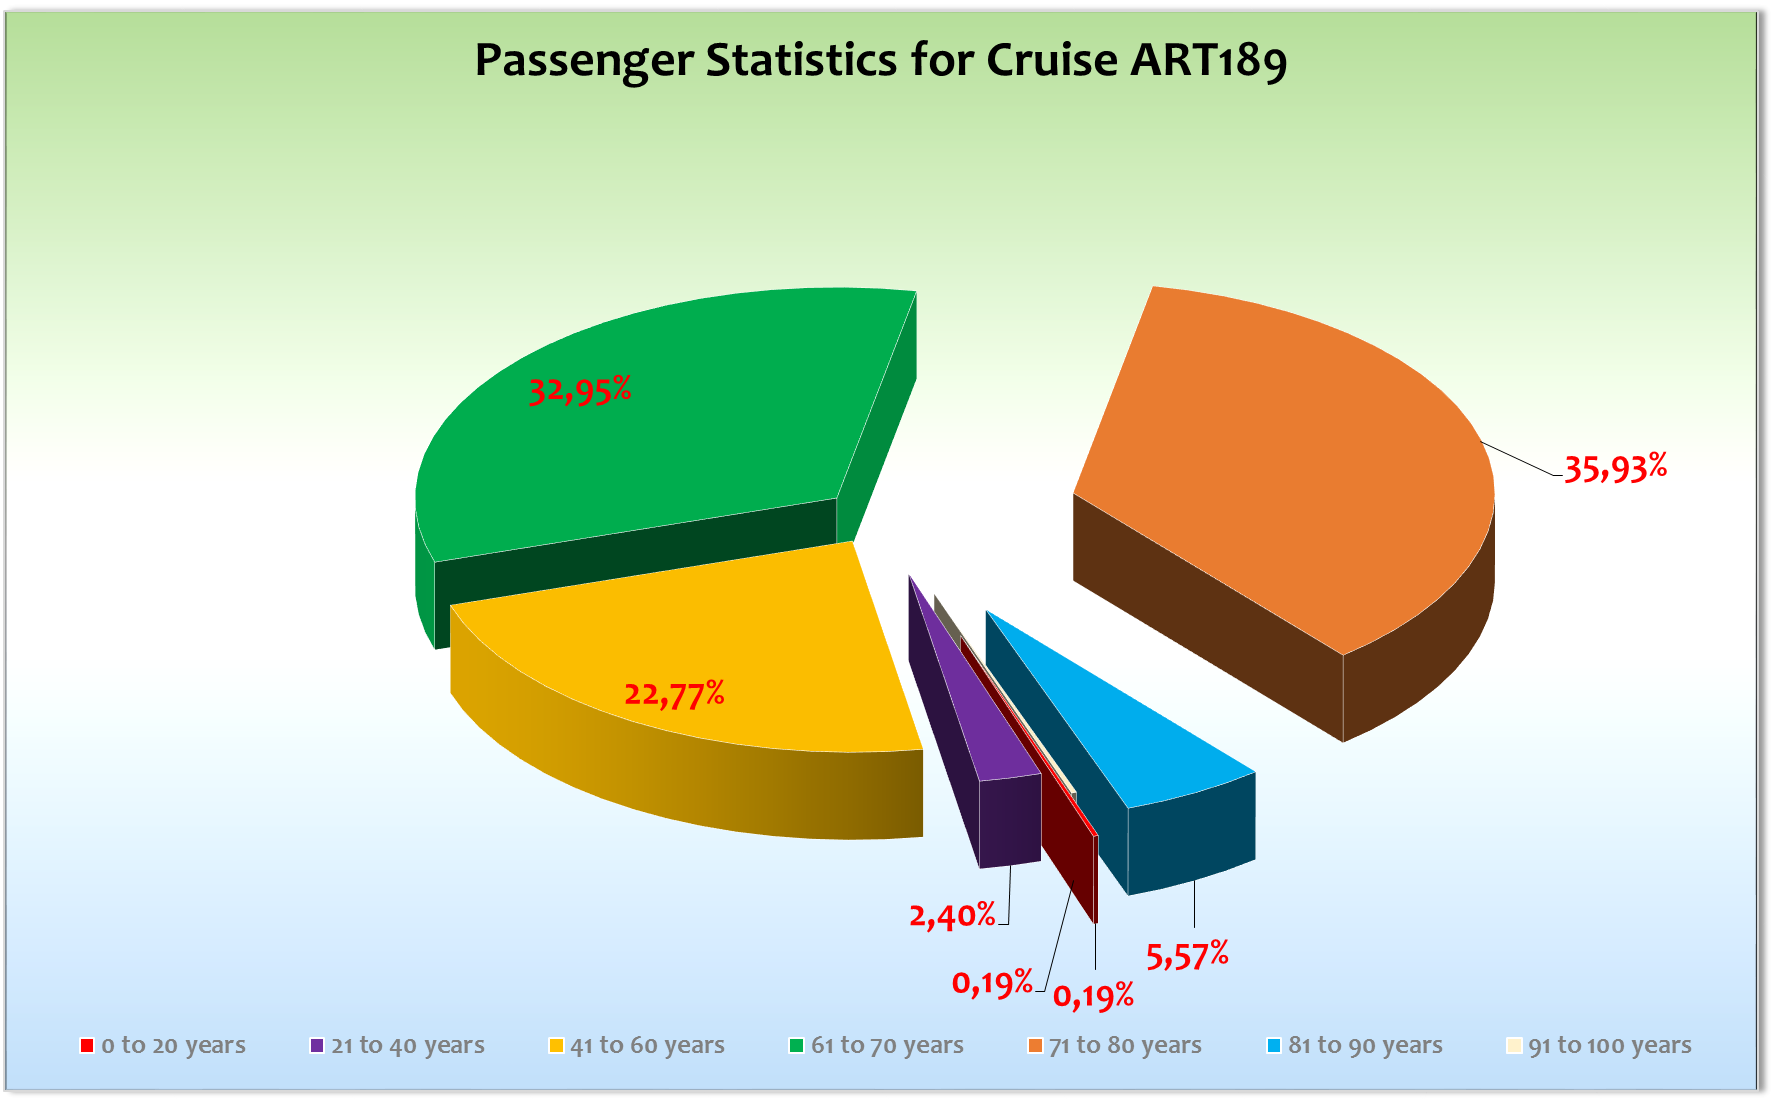 Passenger Statistics for Cruise ART189
32,95%
35,93%
22,77%
2,40%
0,19%
0,19%
5,57%
0 to 20 years
21 to 40 years
41 to 60 years
61 to 70 years
71 to 80 years
81 to 90 years
91 to 100 years